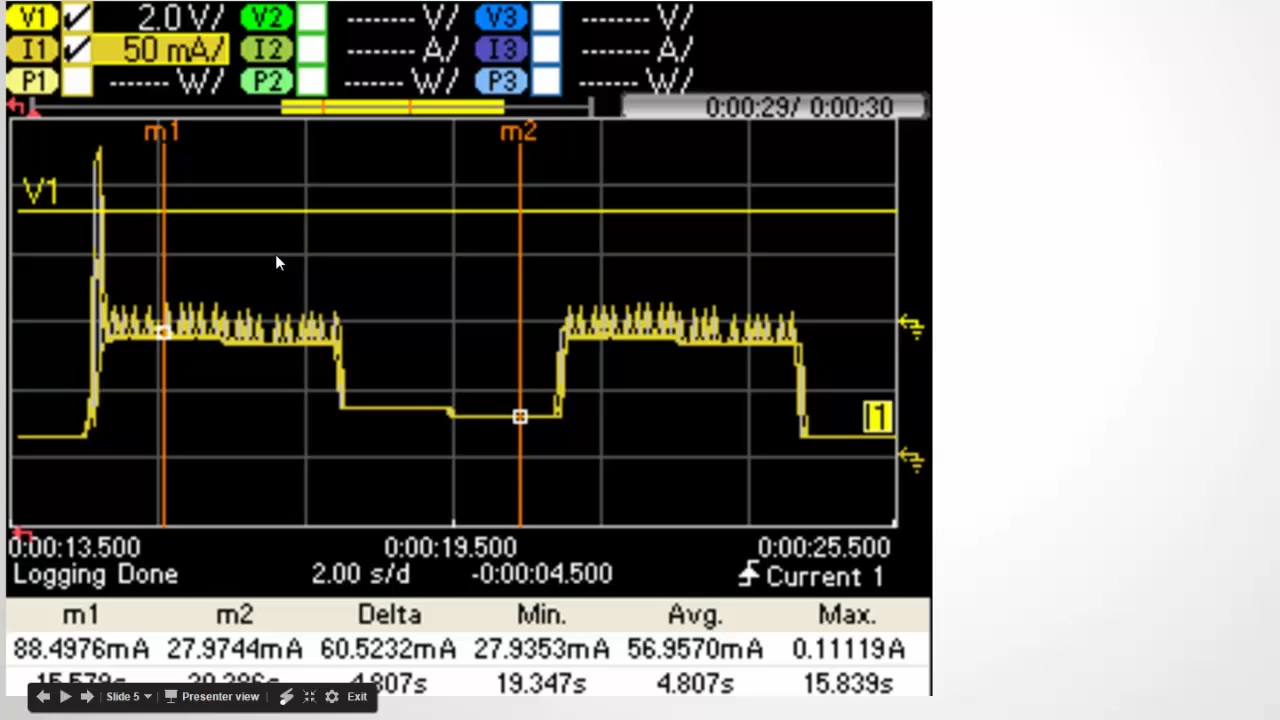 V1 2.0 V/ V2 ------- V/ V3 ------- V/
I1 50 mA/ I2 ------- A/ I3 ------- A/
P1 ------- W/ P2 ------- W/ P3 ------- W/
0:00:29/ 0:00:30
m1 m2
V1
I1
0:00:13.500 0:00:19.500 0:00:25.500
Logging Done 2.00 s/d -0:00:04.500 Current 1
m1 m2 Delta Min. Avg. Max.
88.4976mA 27.9744mA 60.5232mA 27.9353mA 56.9570mA 0.11119A
4.807s 19.347s 4.807s 15.839s
Slide 5 Presenter view Exit